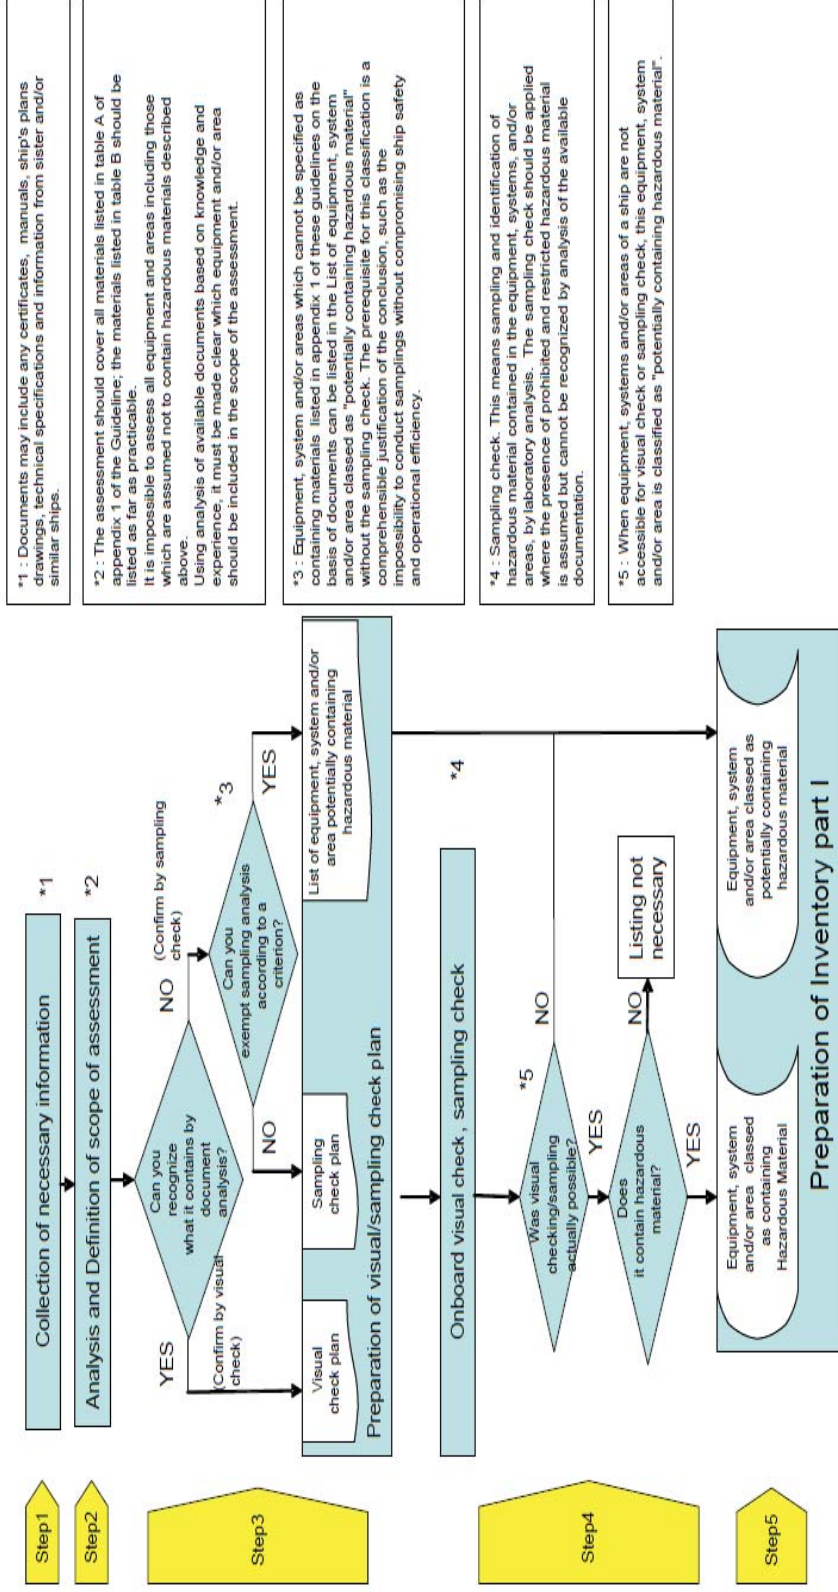 Step1
Collection of necessary information
*1
Step2
Analysis and Definition of scope of assessment
*2
Step3
Can you
recognize
what it contains by
document
analysis?
YES
(Confirm by visual
check)
NO
(Confirm by sampling
check)
Can you
exempt sampling analysis
according to a
criterion?
*3
NO
YES
Visual
check plan
Sampling
check plan
List of equipment, system and/or
area potentially containing
hazardous material
Preparation of visual/sampling check plan
Step4
Onboard visual check, sampling check
*4
Was visual
checking/sampling
actually possible?
*5
NO
YES
Does
it contain hazardous
material?
NO
Listing not
necessary
YES
Step5
Equipment, system
and/or area classed
as containing
Hazardous Material
Equipment, system
and/or area classed as
potentially containing
hazardous material
Preparation of Inventory part I
*1 : Documents may include any certificates, manuals, ship's plans
drawings, technical specifications and information from sister and/or
similar ships.
*2 : The assessment should cover all materials listed in table A of
appendix 1 of the Guideline; the materials listed in table B should be
listed as far as practicable.
It is impossible to assess all equipment and areas including those
which are assumed not to contain hazardous materials described
above.
Using analysis of available documents based on knowledge and
experience, it must be made clear which equipment and/or area
should be included in the scope of the assessment.
*3 : Equipment, system and/or areas which cannot be specified as
containing materials listed in appendix 1 of these guidelines on the
basis of documents can be listed in the List of equipment, system
and/or area classed as "potentially containing hazardous material"
without the sampling check. The prerequisite for this classification is a
comprehensible justification of the conclusion, such as the
impossibility to conduct samplings without compromising ship safety
and operational efficiency.
*4 : Sampling check. This means sampling and identification of
hazardous material contained in the equipment, systems, and/or
areas, by laboratory analysis. The sampling check should be applied
where the presence of prohibited and restricted hazardous material
is assumed but cannot be recognized by analysis of the available
documentation.
*5 : When equipment, systems and/or areas of a ship are not
accessible for visual check or sampling check, this equipment, system
and/or area is classified as "potentially containing hazardous material".